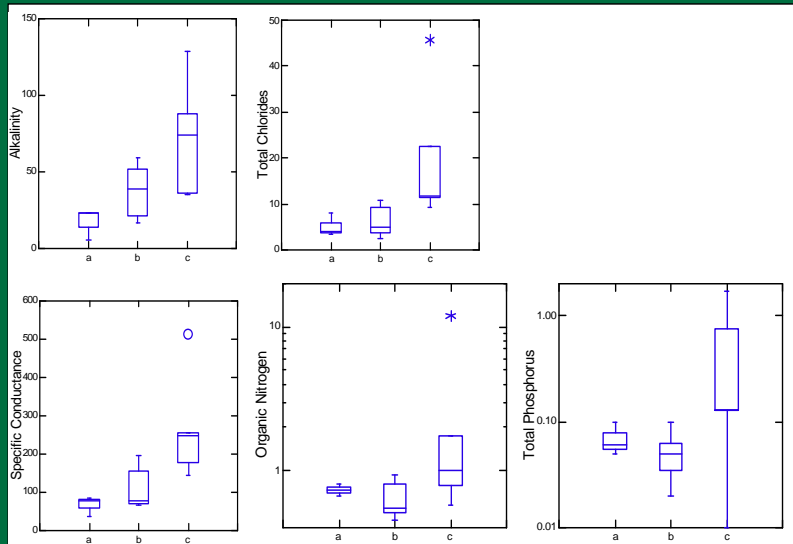 Alkalinity
150
100
50
0
a b c
Total Chlorides
50
40
30
20
10
0
a b c
Specific Conductance
600
500
400
300
200
100
0
a b c
Organic Nitrogen
10
1
a b c
Total Phosphorus
1.00
0.10
0.01
a b c